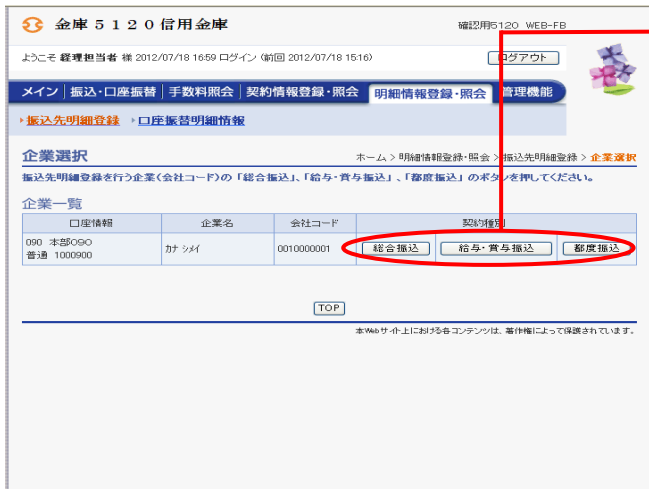 金庫５１２０信用金庫
確認用5120 WEB-FB
ようこそ 経理担当者 様 2012/07/18 16:59 ログイン (前回 2012/07/18 15:16)
ログアウト
メイン 振込・口座振替 手数料照会 契約情報登録・照会 明細情報登録・照会 管理機能
振込先明細登録 口座振替明細情報
企業選択
ホーム > 明細情報登録・照会 > 振込先明細登録 > 企業選択
振込先明細登録を行う企業(会社コード)の「総合振込」、「給与・賞与振込」、「都度振込」のボタンを押してください。
企業一覧
口座情報 企業名 会社コード 契約種別
090 本部090
普通 1000900
カナ シメイ 0010000001 総合振込 給与・賞与振込 都度振込
TOP
本Webサイト上における各コンテンツは、著作権によって保護されています。